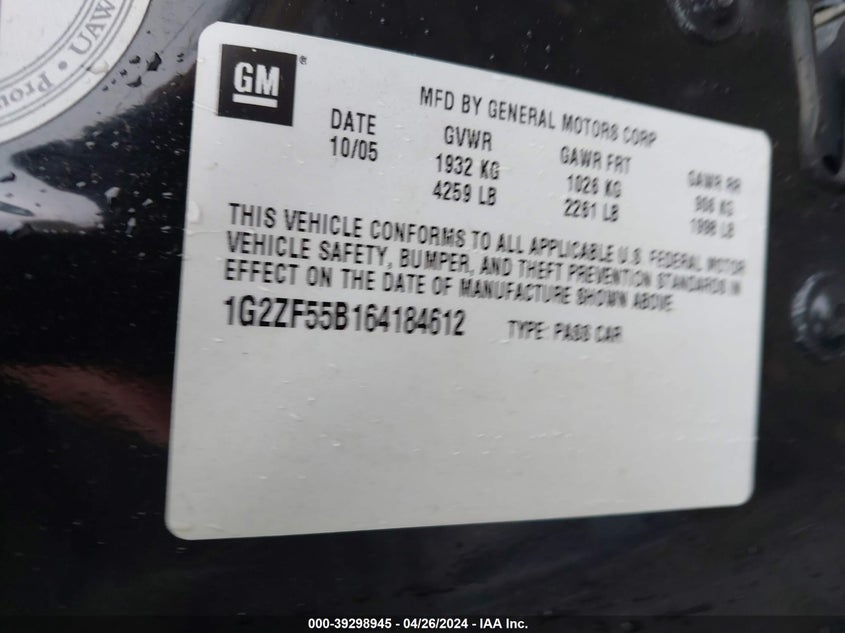 Prou
• UAW
GM
®
MFD BY GENERAL MOTORS CORP
DATE GVWR GAWR FRT GAWR RR
10/05 1932 KG 1026 KG 906 KG
4259 LB 2261 LB 1998 LB
THIS VEHICLE CONFORMS TO ALL APPLICABLE U.S. FEDERAL MOTOR
VEHICLE SAFETY, BUMPER, AND THEFT PREVENTION STANDARDS IN
EFFECT ON THE DATE OF MANUFACTURE SHOWN ABOVE.
1G2ZF55B164184612 TYPE: PASS CAR
000-39298945 - 04/26/2024 - IAA Inc.